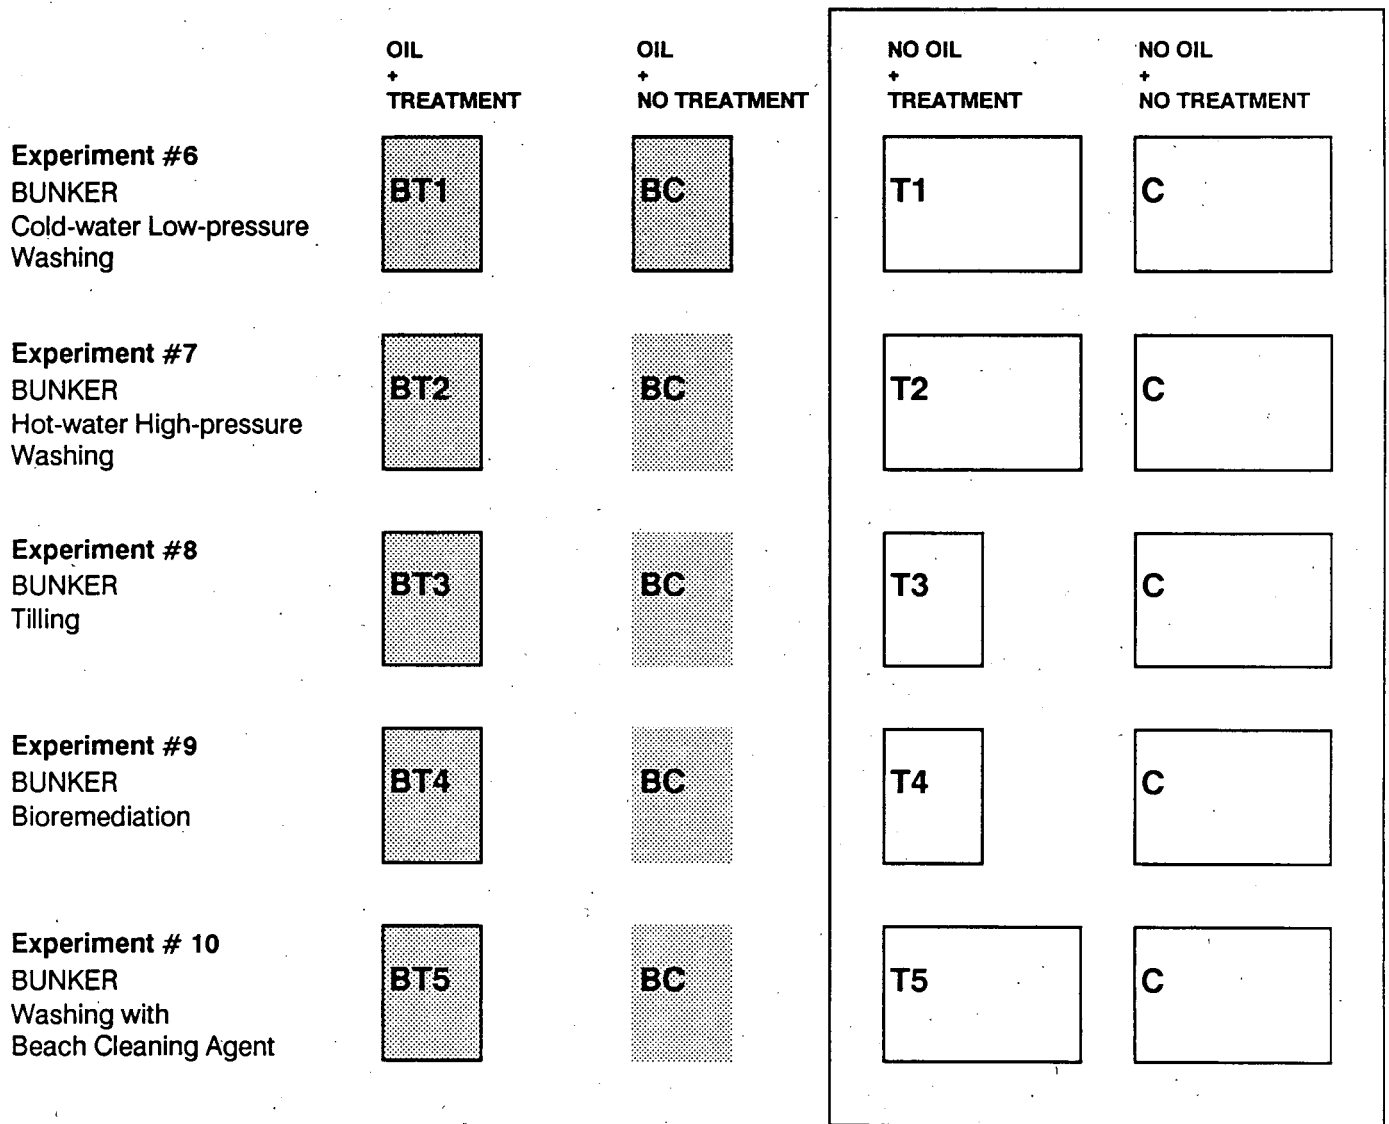 OIL
+
TREATMENT
OIL
+
NO TREATMENT
NO OIL
+
TREATMENT
NO OIL
+
NO TREATMENT
Experiment #6
BUNKER
Cold-water Low-pressure
Washing
BT1
BC
T1
C
Experiment #7
BUNKER
Hot-water High-pressure
Washing
BT2
BC
T2
C
Experiment #8
BUNKER
Tilling
BT3
BC
T3
C
Experiment #9
BUNKER
Bioremediation
BT4
BC
T4
C
Experiment # 10
BUNKER
Washing with
Beach Cleaning Agent
BT5
BC
T5
C